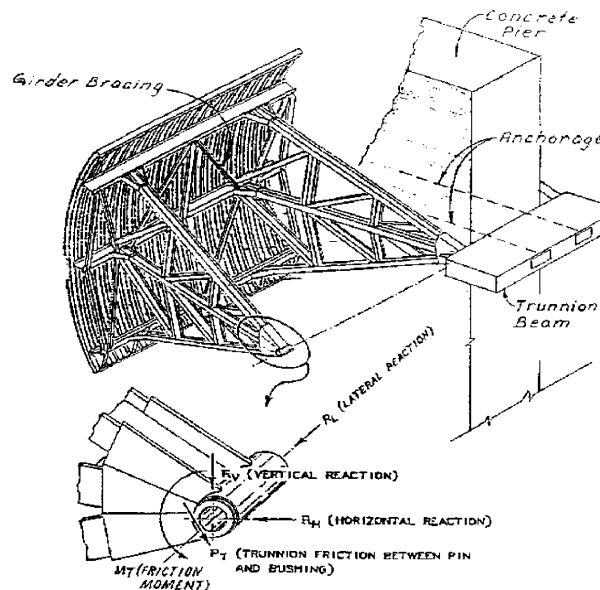 Concrete
Pier
Girder Bracing
Anchorage
Trunnion
Beam
RL (LATERAL REACTION)
RV (VERTICAL REACTION)
RH (HORIZONTAL REACTION)
PT (TRUNNION FRICTION BETWEEN PIN
AND BUSHING)
MT (FRICTION
MOMENT)